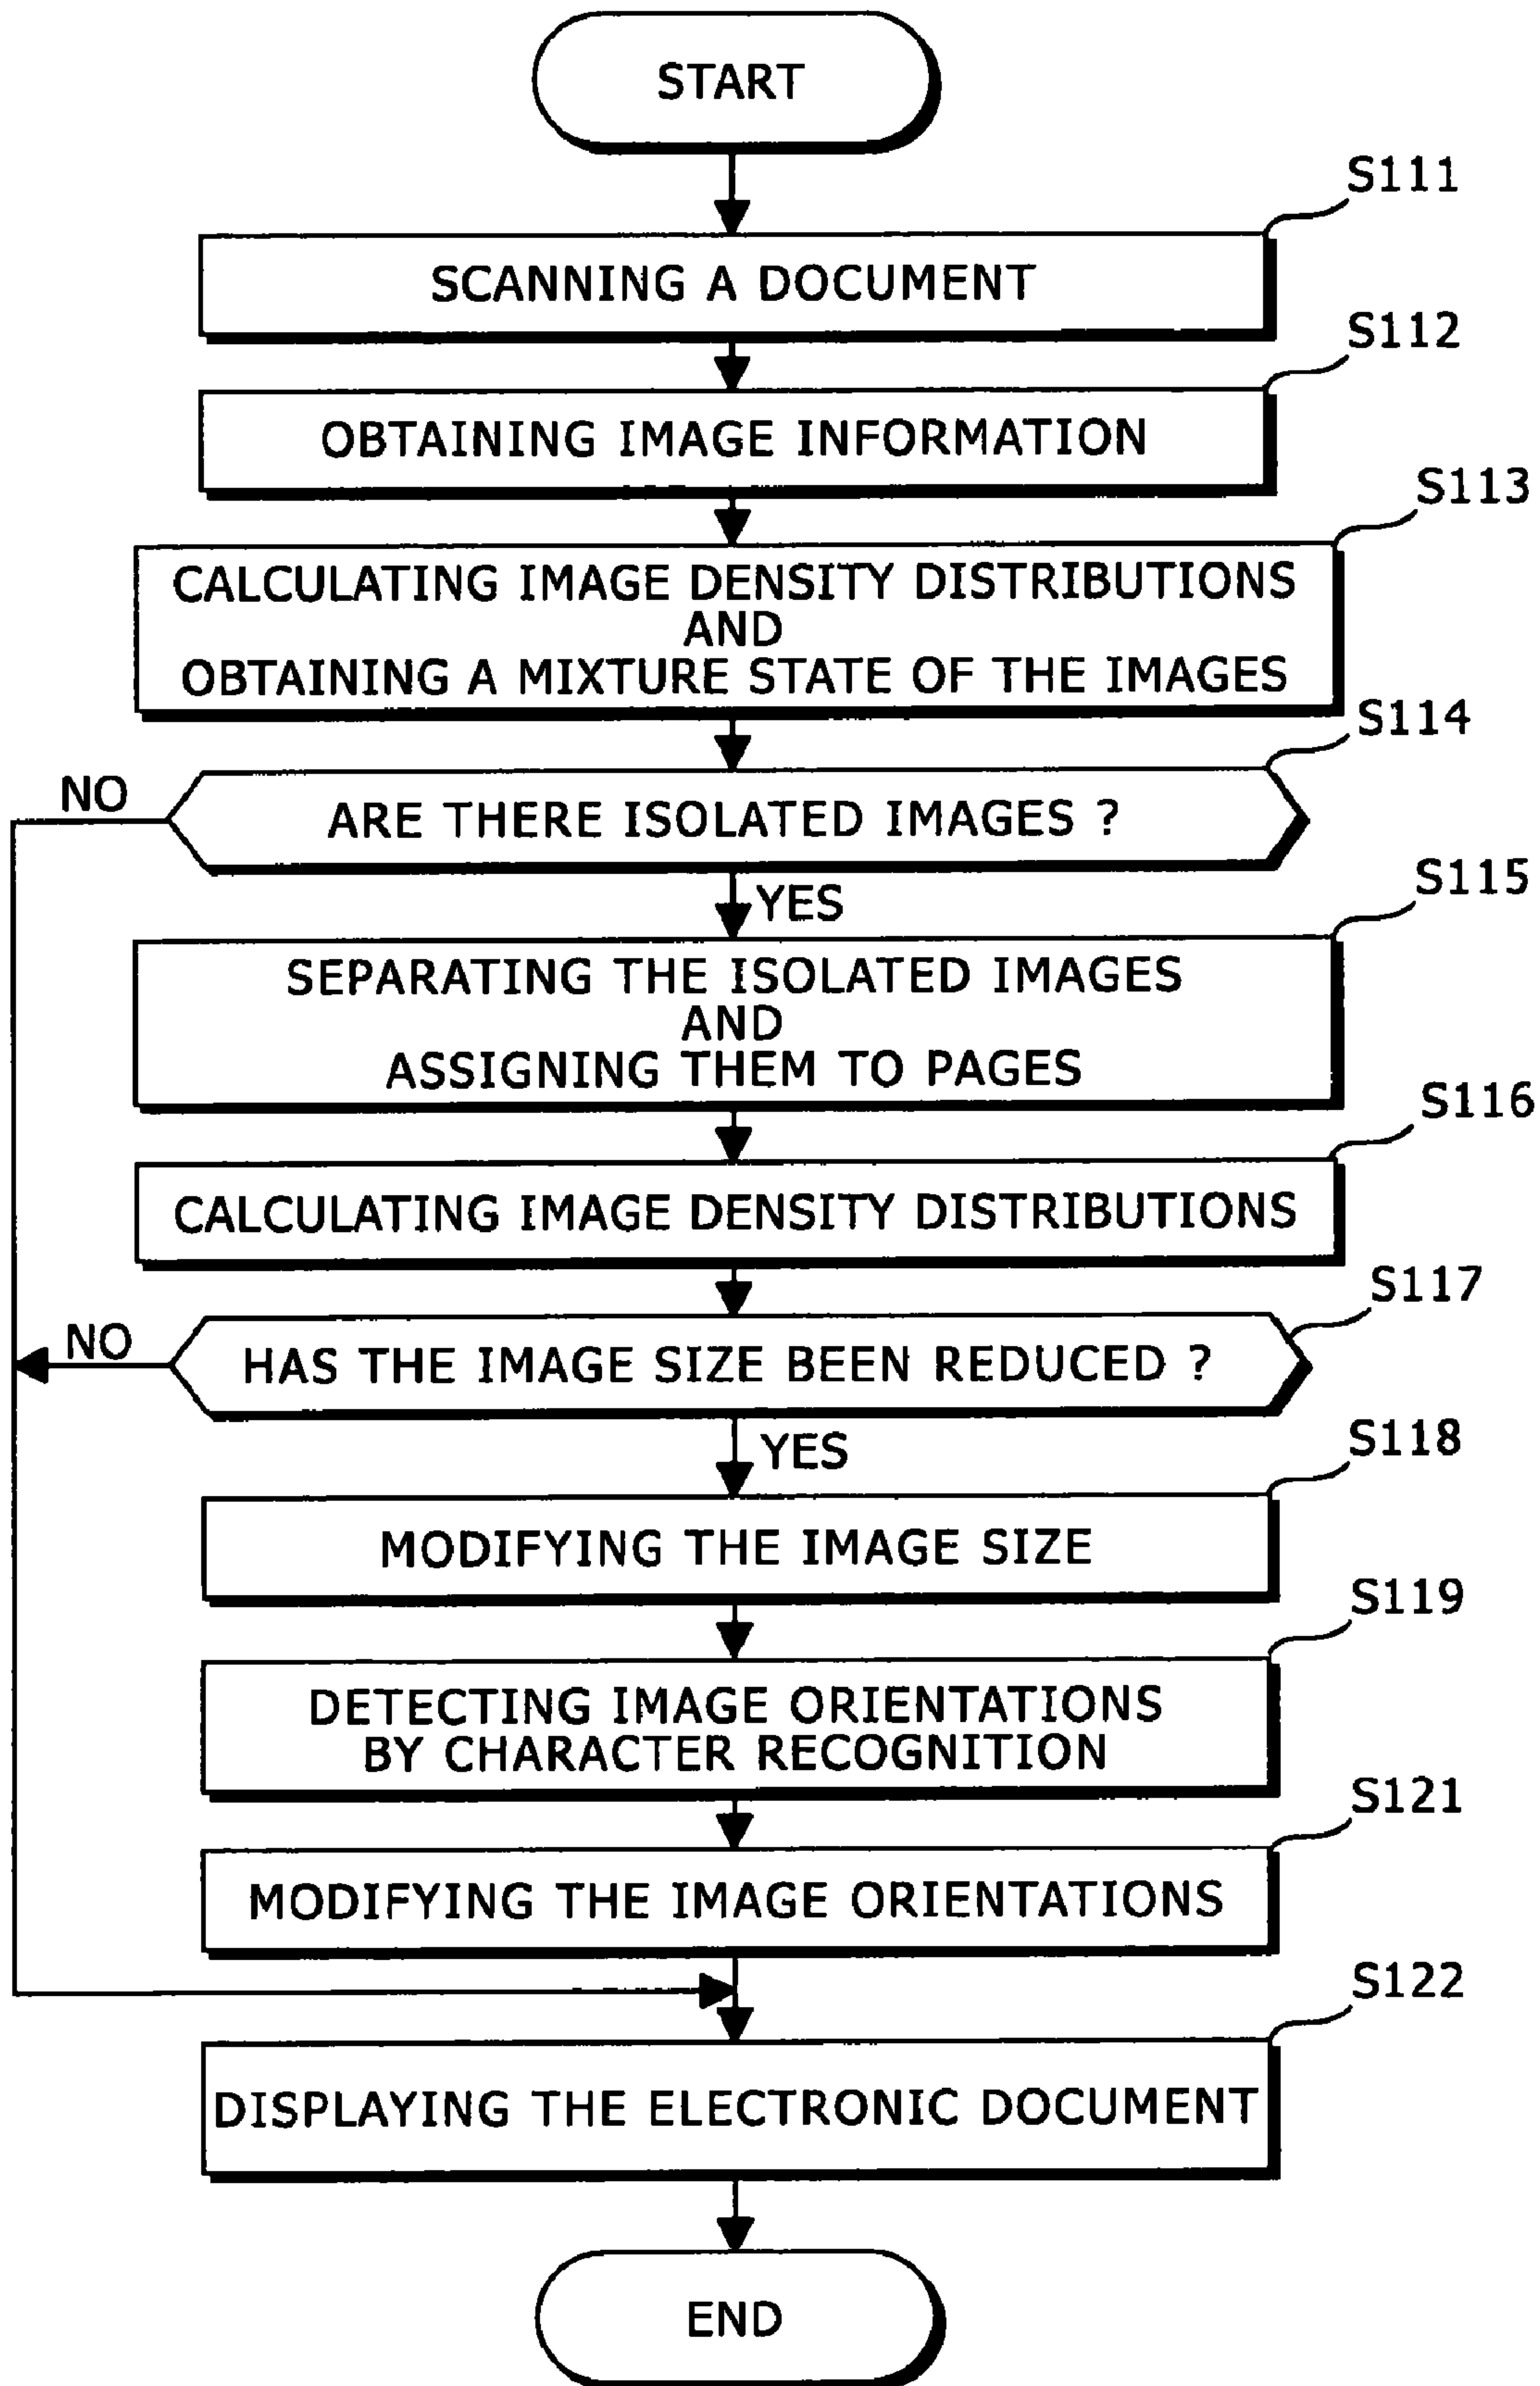 START
S111
SCANNING A DOCUMENT
S112
OBTAINING IMAGE INFORMATION
S113
CALCULATING IMAGE DENSITY DISTRIBUTIONS
AND
OBTAINING A MIXTURE STATE OF THE IMAGES
S114
NO
ARE THERE ISOLATED IMAGES ?
YES
S115
SEPARATING THE ISOLATED IMAGES
AND
ASSIGNING THEM TO PAGES
S116
CALCULATING IMAGE DENSITY DISTRIBUTIONS
S117
NO
HAS THE IMAGE SIZE BEEN REDUCED ?
YES
S118
MODIFYING THE IMAGE SIZE
S119
DETECTING IMAGE ORIENTATIONS
BY CHARACTER RECOGNITION
S121
MODIFYING THE IMAGE ORIENTATIONS
S122
DISPLAYING THE ELECTRONIC DOCUMENT
END